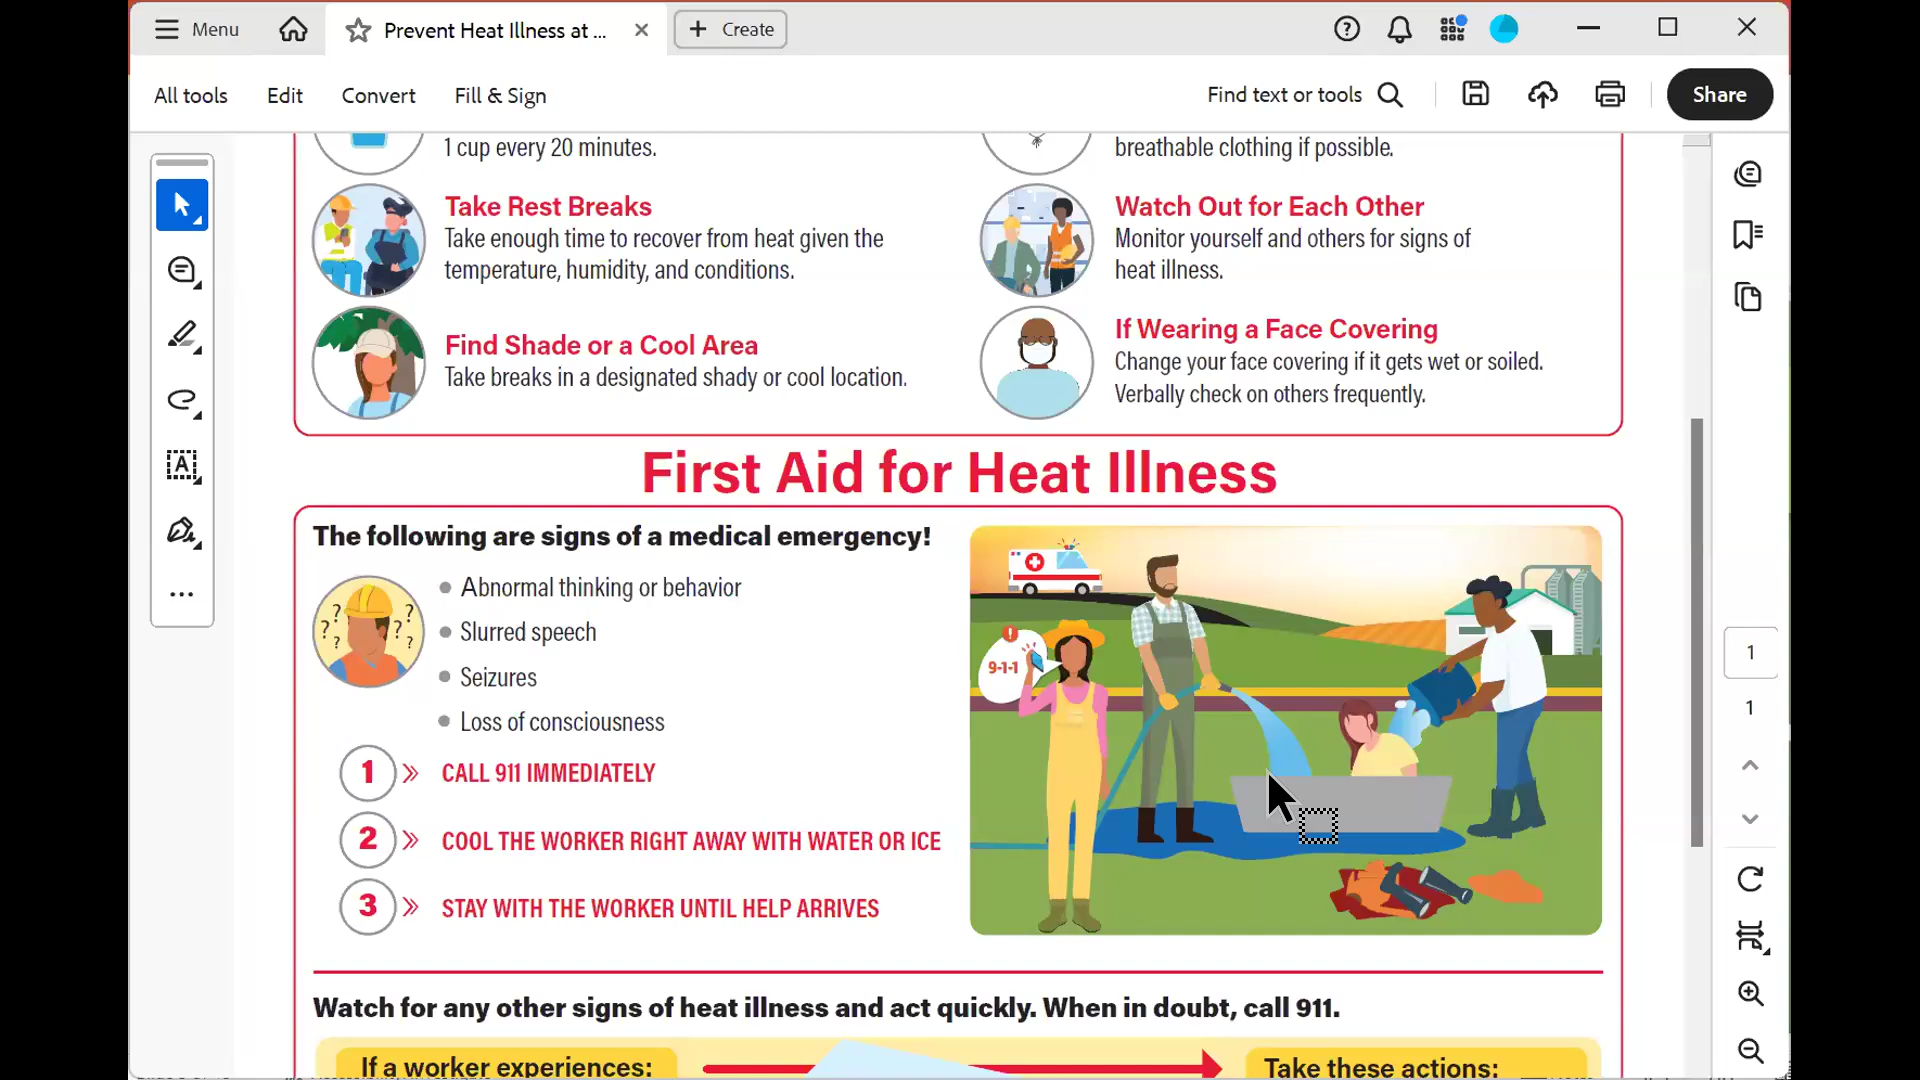 Menu
Prevent Heat Illness at ...
Create
All tools
Edit
Convert
Fill & Sign
Find text or tools
Share
1 cup every 20 minutes.
breathable clothing if possible.
Take Rest Breaks
Take enough time to recover from heat given the
temperature, humidity, and conditions.
Watch Out for Each Other
Monitor yourself and others for signs of
heat illness.
Find Shade or a Cool Area
Take breaks in a designated shady or cool location.
If Wearing a Face Covering
Change your face covering if it gets wet or soiled.
Verbally check on others frequently.
First Aid for Heat Illness
The following are signs of a medical emergency!
? ? ? ? ? ?
Abnormal thinking or behavior
Slurred speech
Seizures
Loss of consciousness
1 » CALL 911 IMMEDIATELY
2 » COOL THE WORKER RIGHT AWAY WITH WATER OR ICE
3 » STAY WITH THE WORKER UNTIL HELP ARRIVES
!
9-1-1
Watch for any other signs of heat illness and act quickly. When in doubt, call 911.
If a worker experiences:
Take these actions:
1
1